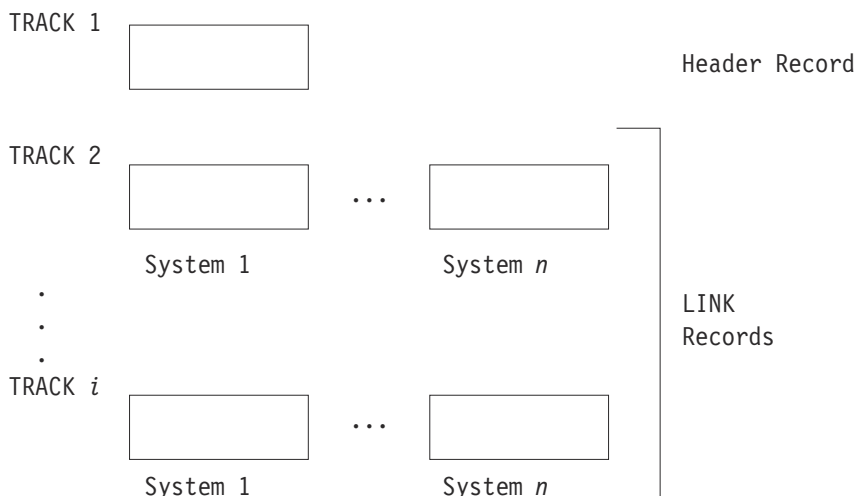 TRACK 1
Header Record
TRACK 2
...
System 1 System n
.
.
.
LINK
Records
TRACK i
...
System 1 System n